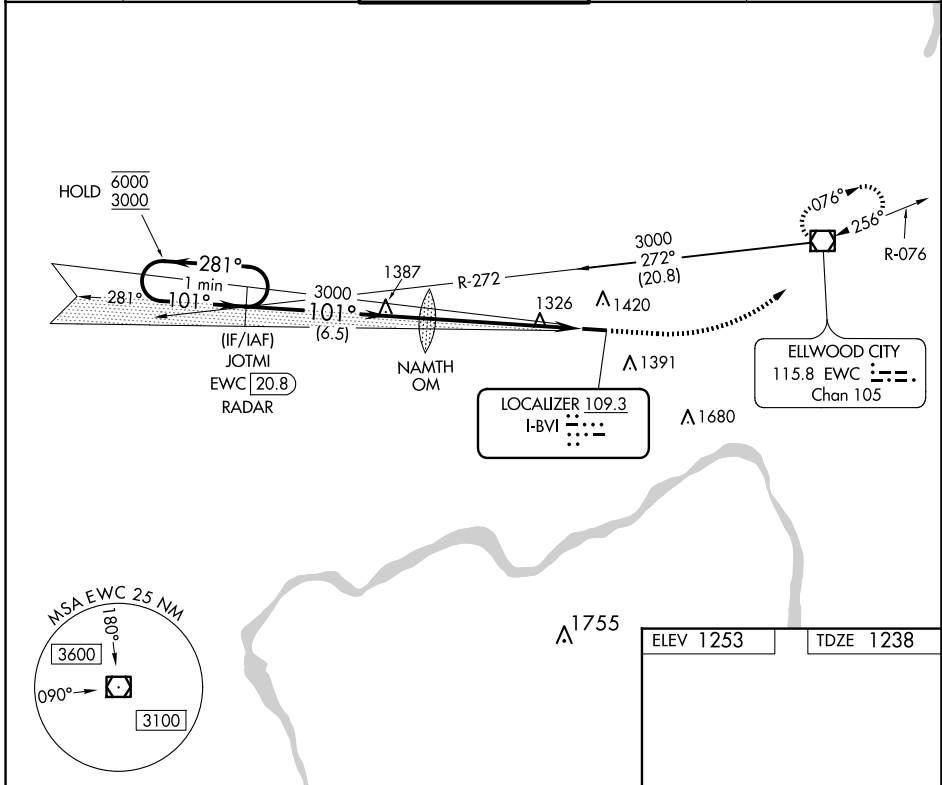 HOLD 6000
3000
281°
1 min
281°
101°
3000
101°
(6.5)
1387
R-272
3000
272°
(20.8)
076°
256°
R-076
1326
1420
1391
1680
(IF/IAF)
JOTMI
EWC 20.8
RADAR
NAMTH
OM
LOCALIZER 109.3
I-BVI
ELLWOOD CITY
115.8 EWC
Chan 105
1755
MSA EWC 25 NM
180°
3600
090°
3100
ELEV 1253
TDZE 1238